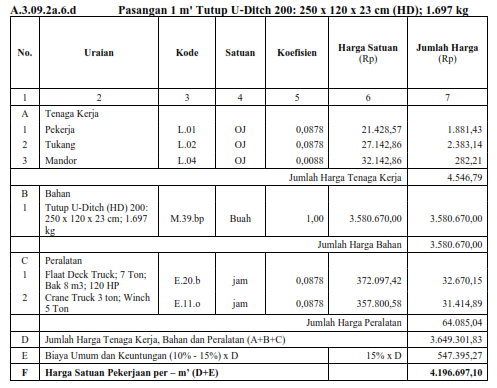 A.3.09.2a.6.d Pasangan 1 m' Tutup U-Ditch 200: 250 x 120 x 23 cm (HD); 1.697 kg
No. Uraian Kode Satuan Koefisien Harga Satuan (Rp) Jumlah Harga (Rp)
1 2 3 4 5 6 7
A Tenaga Kerja
1 Pekerja L.01 OJ 0,0878 21.428,57 1.881,43
2 Tukang L.02 OJ 0,0878 27.142,86 2.383,14
3 Mandor L.04 OJ 0,0088 32.142,86 282,21
Jumlah Harga Tenaga Kerja 4.546,79
B Bahan
1 Tutup U-Ditch (HD) 200:
250 x 120 x 23 cm; 1.697 M.39.bp Buah 1,00 3.580.670,00 3.580.670,00
kg
Jumlah Harga Bahan 3.580.670,00
C Peralatan
1 Flaat Deck Truck; 7 Ton;
Bak 8 m3; 120 HP E.20.b jam 0,0878 372.097,42 32.670,15
2 Crane Truck 3 ton; Winch
5 Ton E.11.o jam 0,0878 357.800,58 31.414,89
Jumlah Harga Peralatan 64.085,04
D Jumlah Harga Tenaga Kerja, Bahan dan Peralatan (A+B+C) 3.649.301,83
E Biaya Umum dan Keuntungan (10% - 15%) x D 15% x D 547.395,27
F Harga Satuan Pekerjaan per – m' (D+E) 4.196.697,10